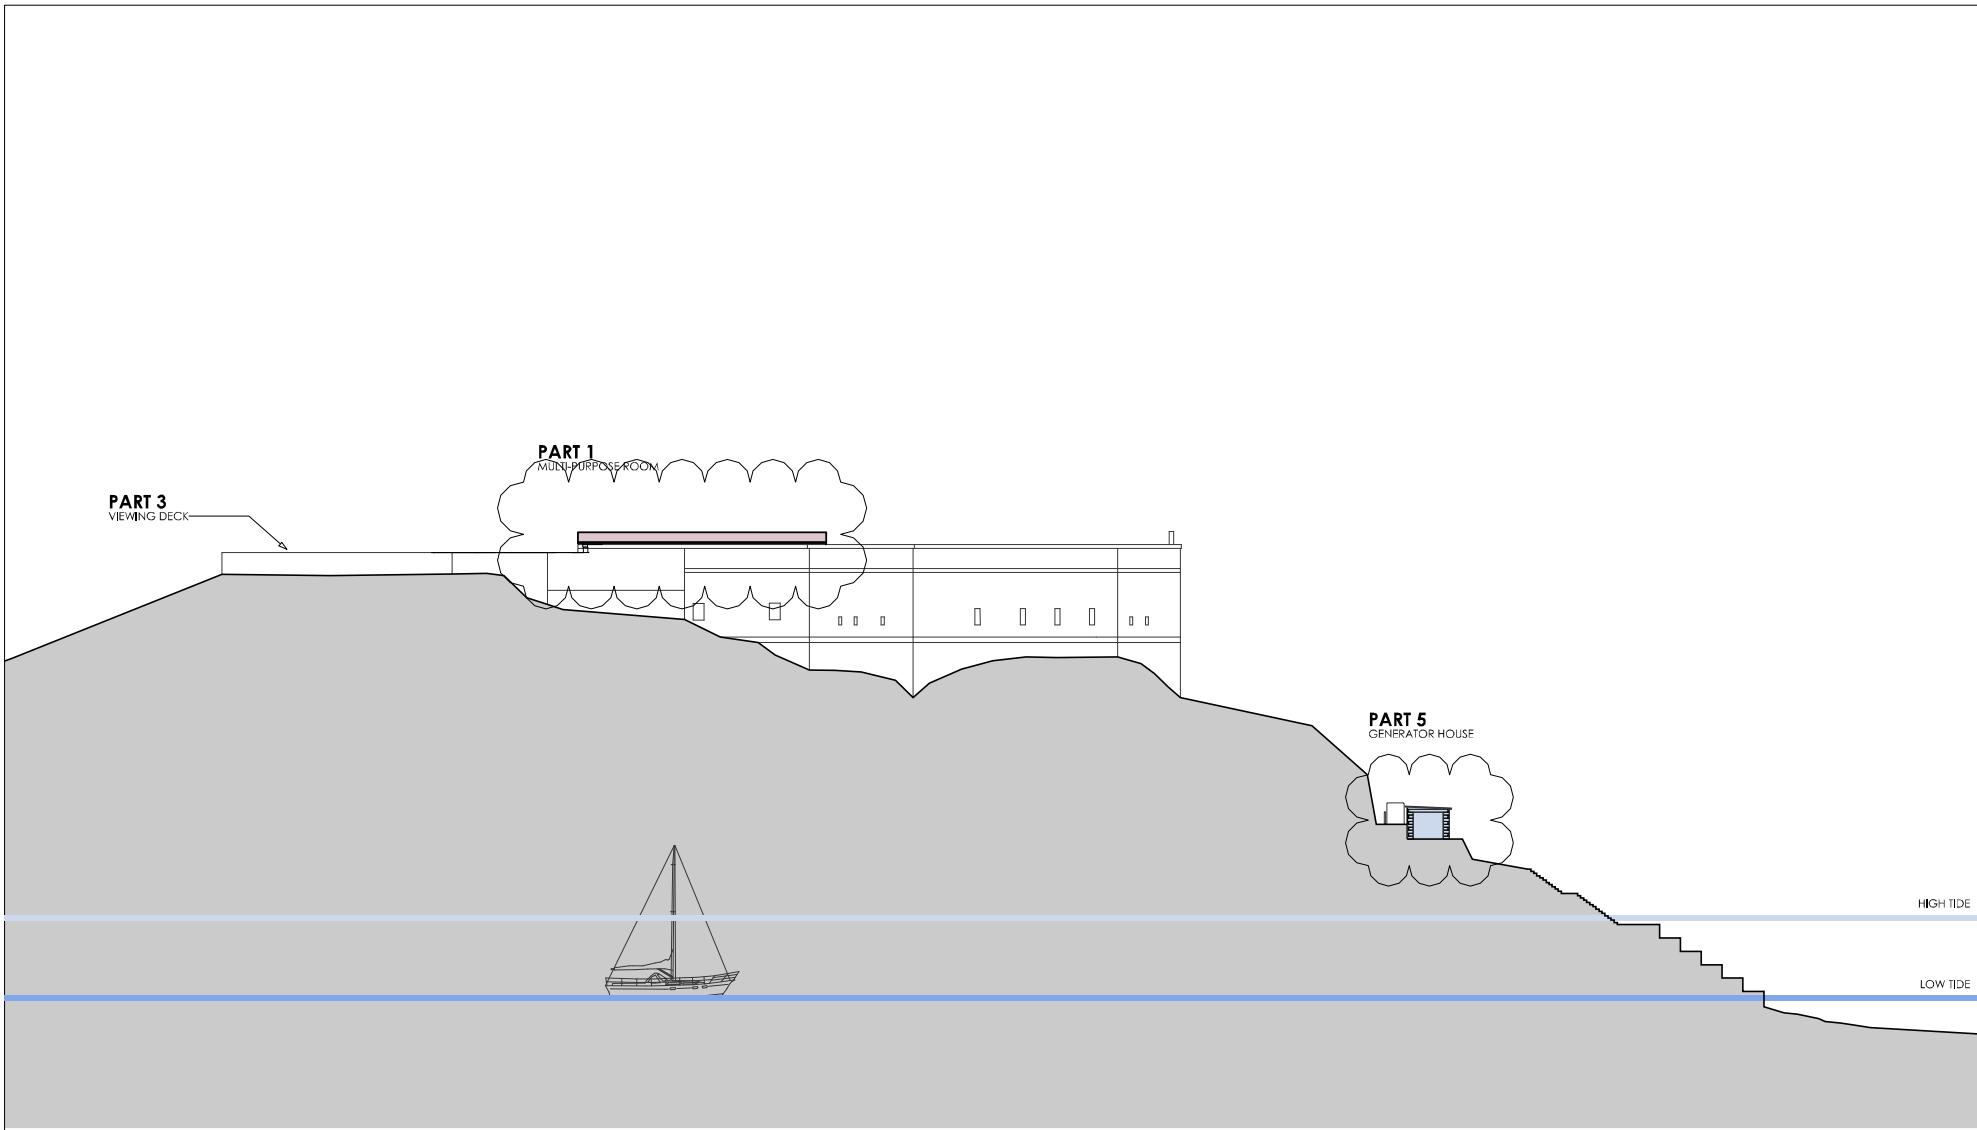 PART 1
MULTI-PURPOSE ROOM
PART 3
VIEWING DECK
PART 5
GENERATOR HOUSE
HIGH TIDE
LOW TIDE